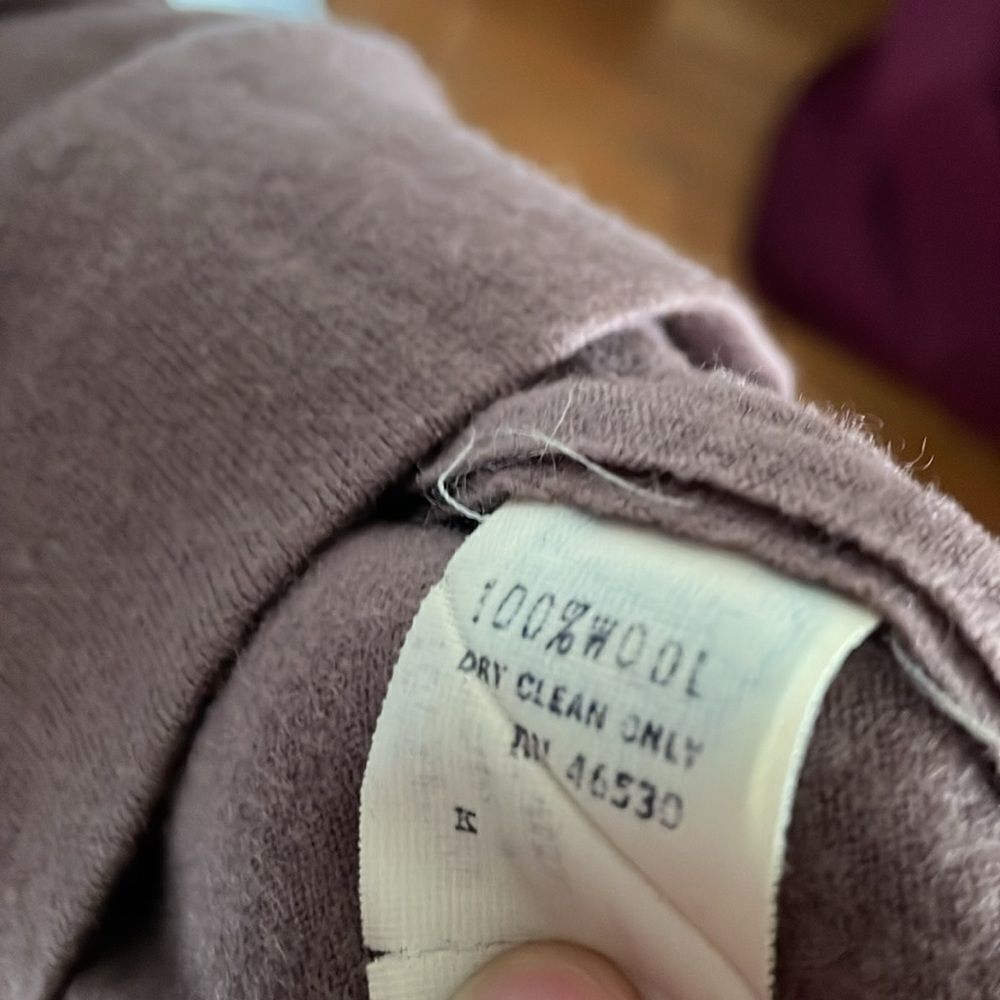 100%WOOL
DRY CLEAN ONLY
RN 46530
K